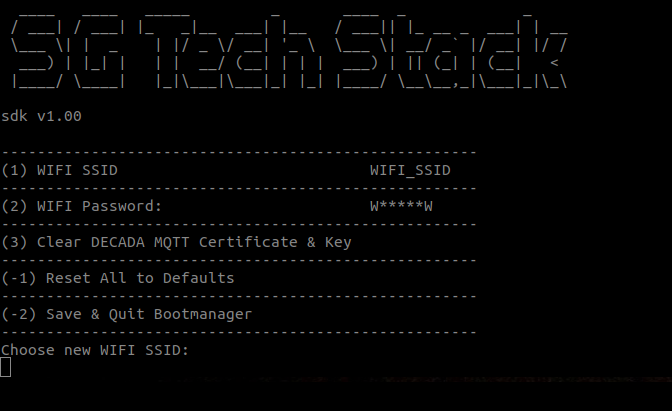 SG Tech Stack
sdk v1.00
-----------------------------------------------------
(1) WIFI SSID                            WIFI_SSID
-----------------------------------------------------
(2) WIFI Password:                       W*****W
-----------------------------------------------------
(3) Clear DECADA MQTT Certificate & Key
-----------------------------------------------------
(-1) Reset All to Defaults
-----------------------------------------------------
(-2) Save & Quit Bootmanager
-----------------------------------------------------
Choose new WIFI SSID: